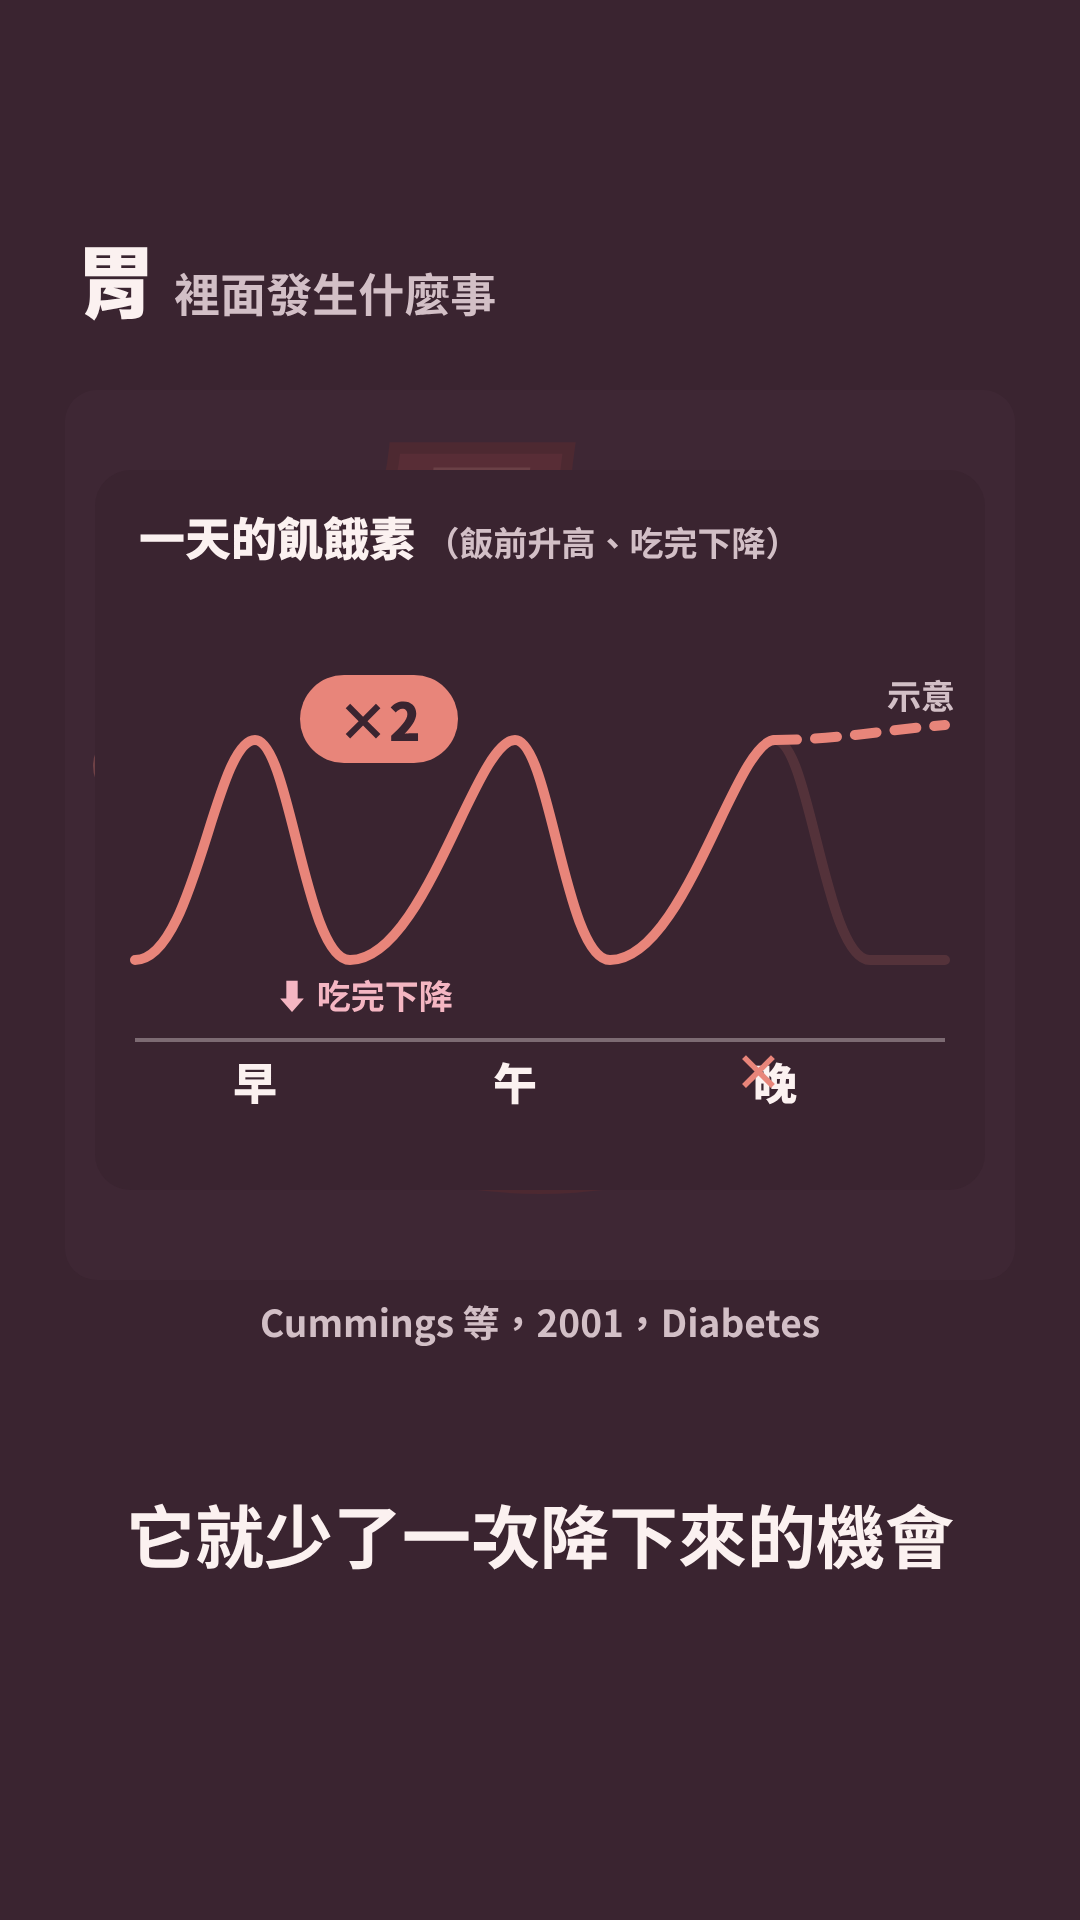 胃 裡面發生什麼事
一天的飢餓素 （飯前升高、吃完下降）
示意
×2
⬇ 吃完下降
早 午 晚
Cummings 等，2001，Diabetes
它就少了一次降下來的機會